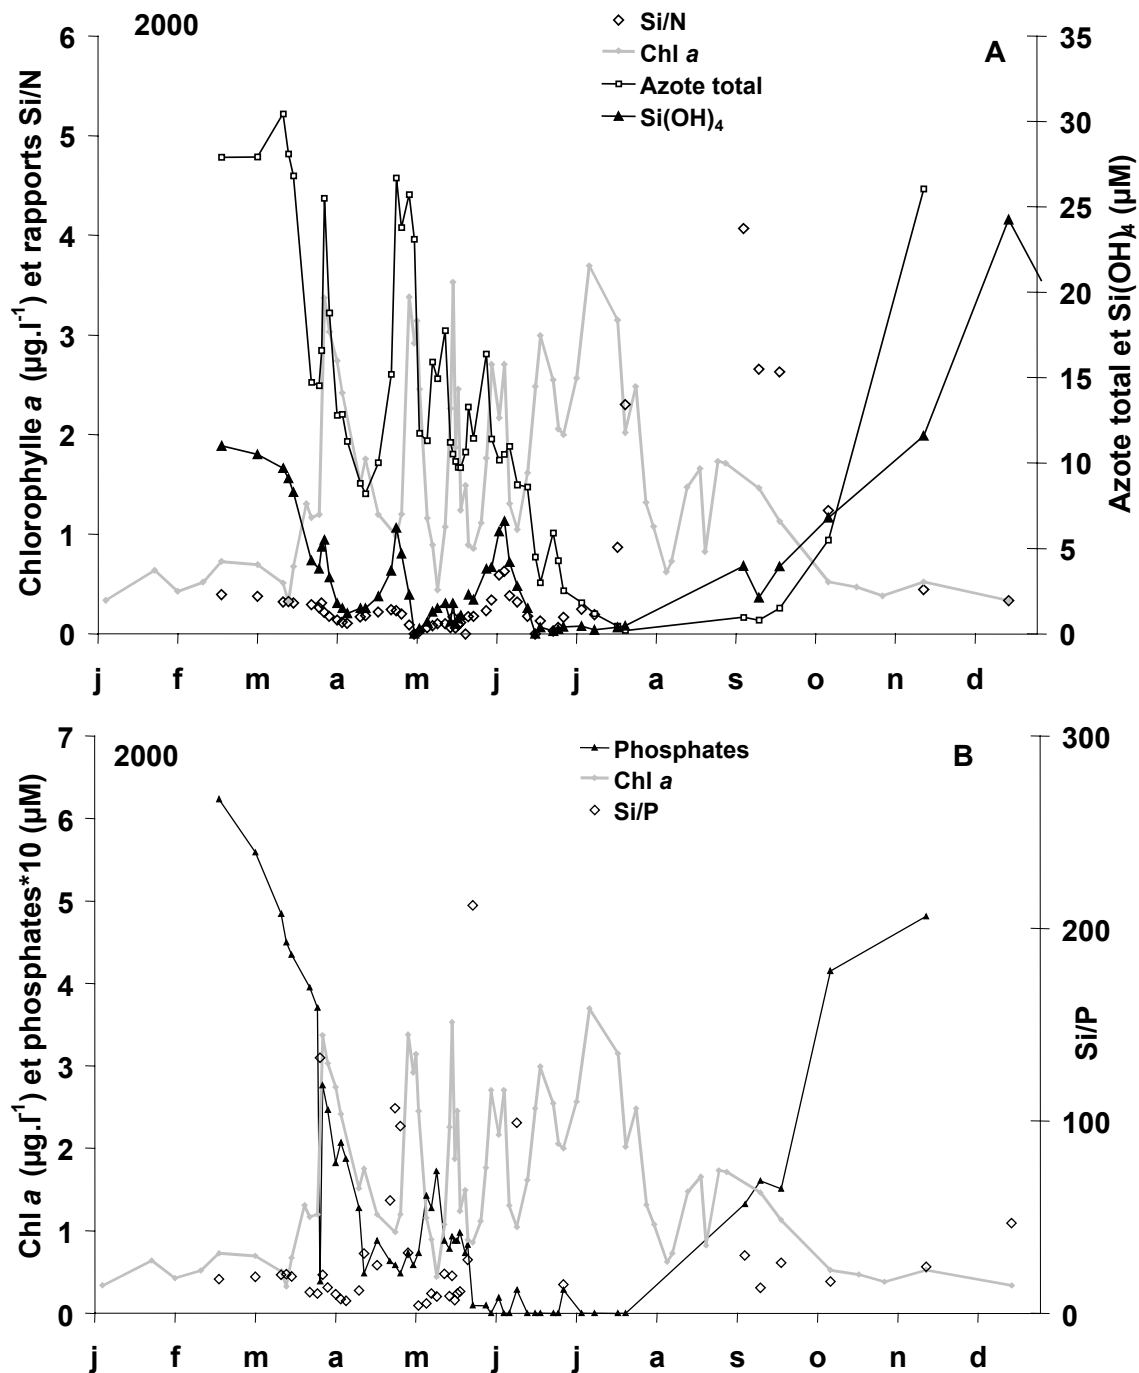 2000
Si/N
Chl a
Azote total
Si(OH)4
A
6
5
4
3
2
1
0
35
30
25
20
15
10
5
0
Chlorophylle a (µg.l-1) et rapports Si/N
Azote total et Si(OH)4 (µM)
j f m a m j j a s o n d
2000
Phosphates
Chl a
Si/P
B
7
6
5
4
3
2
1
0
300
200
100
0
Chl a (µg.l-1) et phosphates*10 (µM)
Si/P
j f m a m j j a s o n d